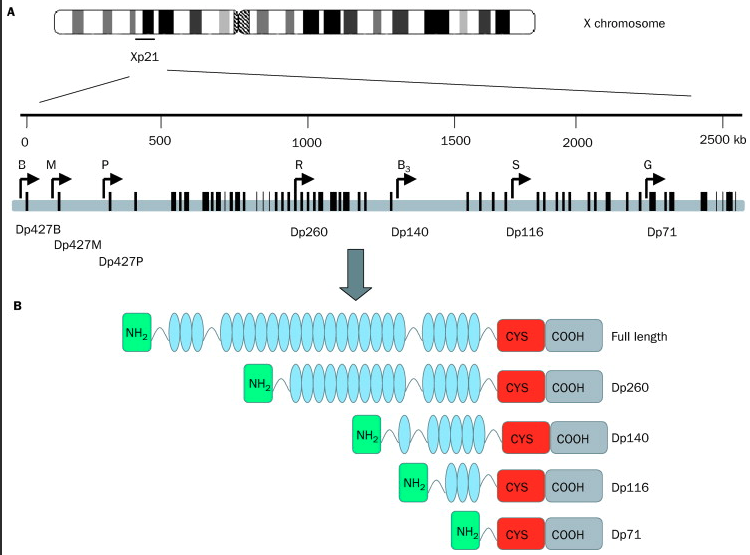 A
X chromosome
Xp21
0 500 1000 1500 2000 2500 kb
B M P R B3 S G
Dp427B Dp260 Dp140 Dp116 Dp71
Dp427M
Dp427P
B
NH2 CYS COOH Full length
NH2 CYS COOH Dp260
NH2 CYS COOH Dp140
NH2 CYS COOH Dp116
NH2 CYS COOH Dp71